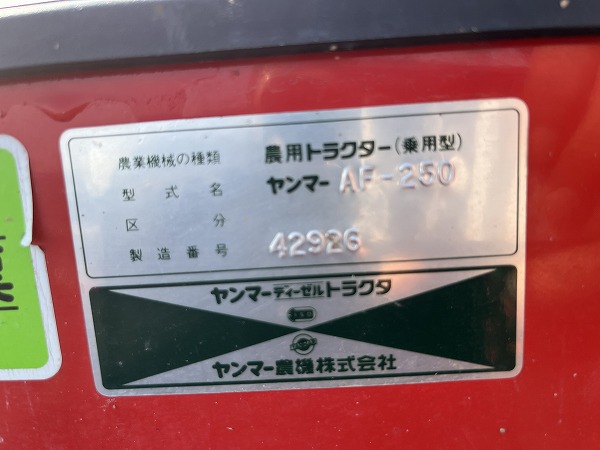 農業機械の種類 農用トラクター(乗用型)
型式名 ヤンマー AF-250
区分
製造番号 42926
ヤンマーディーゼルトラクタ
ヤンマー農機株式会社